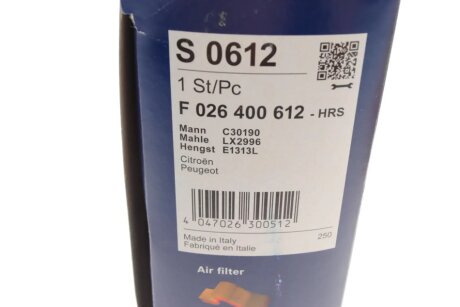 S 0612
1 St/Pc
F 026 400 612 - HRS
Mann C30190
Mahle LX2996
Hengst E1313L
Citroën
Peugeot
4 047026 300512
Made in Italy 250
Fabriqué en Italie
Air filter